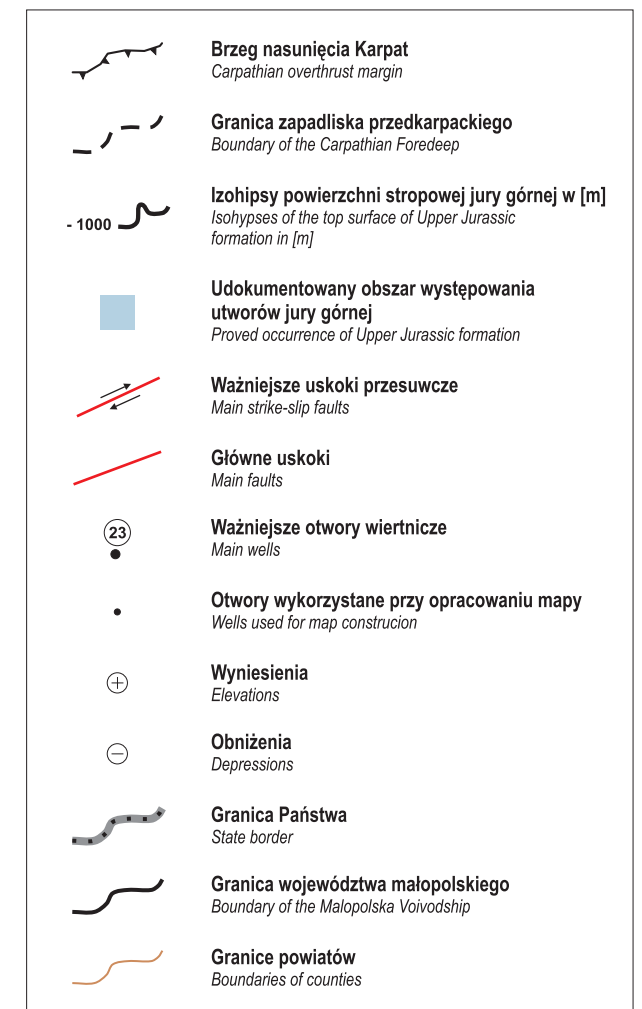 Brzeg nasunięcia Karpat
Carpathian overthrust margin
Granica zapadliska przedkarpackiego
Boundary of the Carpathian Foredeep
- 1000
Izohipsy powierzchni stropowej jury górnej w [m]
Isohypses of the top surface of Upper Jurassic
formation in [m]
Udokumentowany obszar występowania
utworów jury górnej
Proved occurrence of Upper Jurassic formation
Ważniejsze uskoki przesuwcze
Main strike-slip faults
Główne uskoki
Main faults
23
Ważniejsze otwory wiertnicze
Main wells
Otwory wykorzystane przy opracowaniu mapy
Wells used for map construcion
Wyniesienia
Elevations
Obniżenia
Depressions
Granica Państwa
State border
Granica województwa małopolskiego
Boundary of the Malopolska Voivodship
Granice powiatów
Boundaries of counties